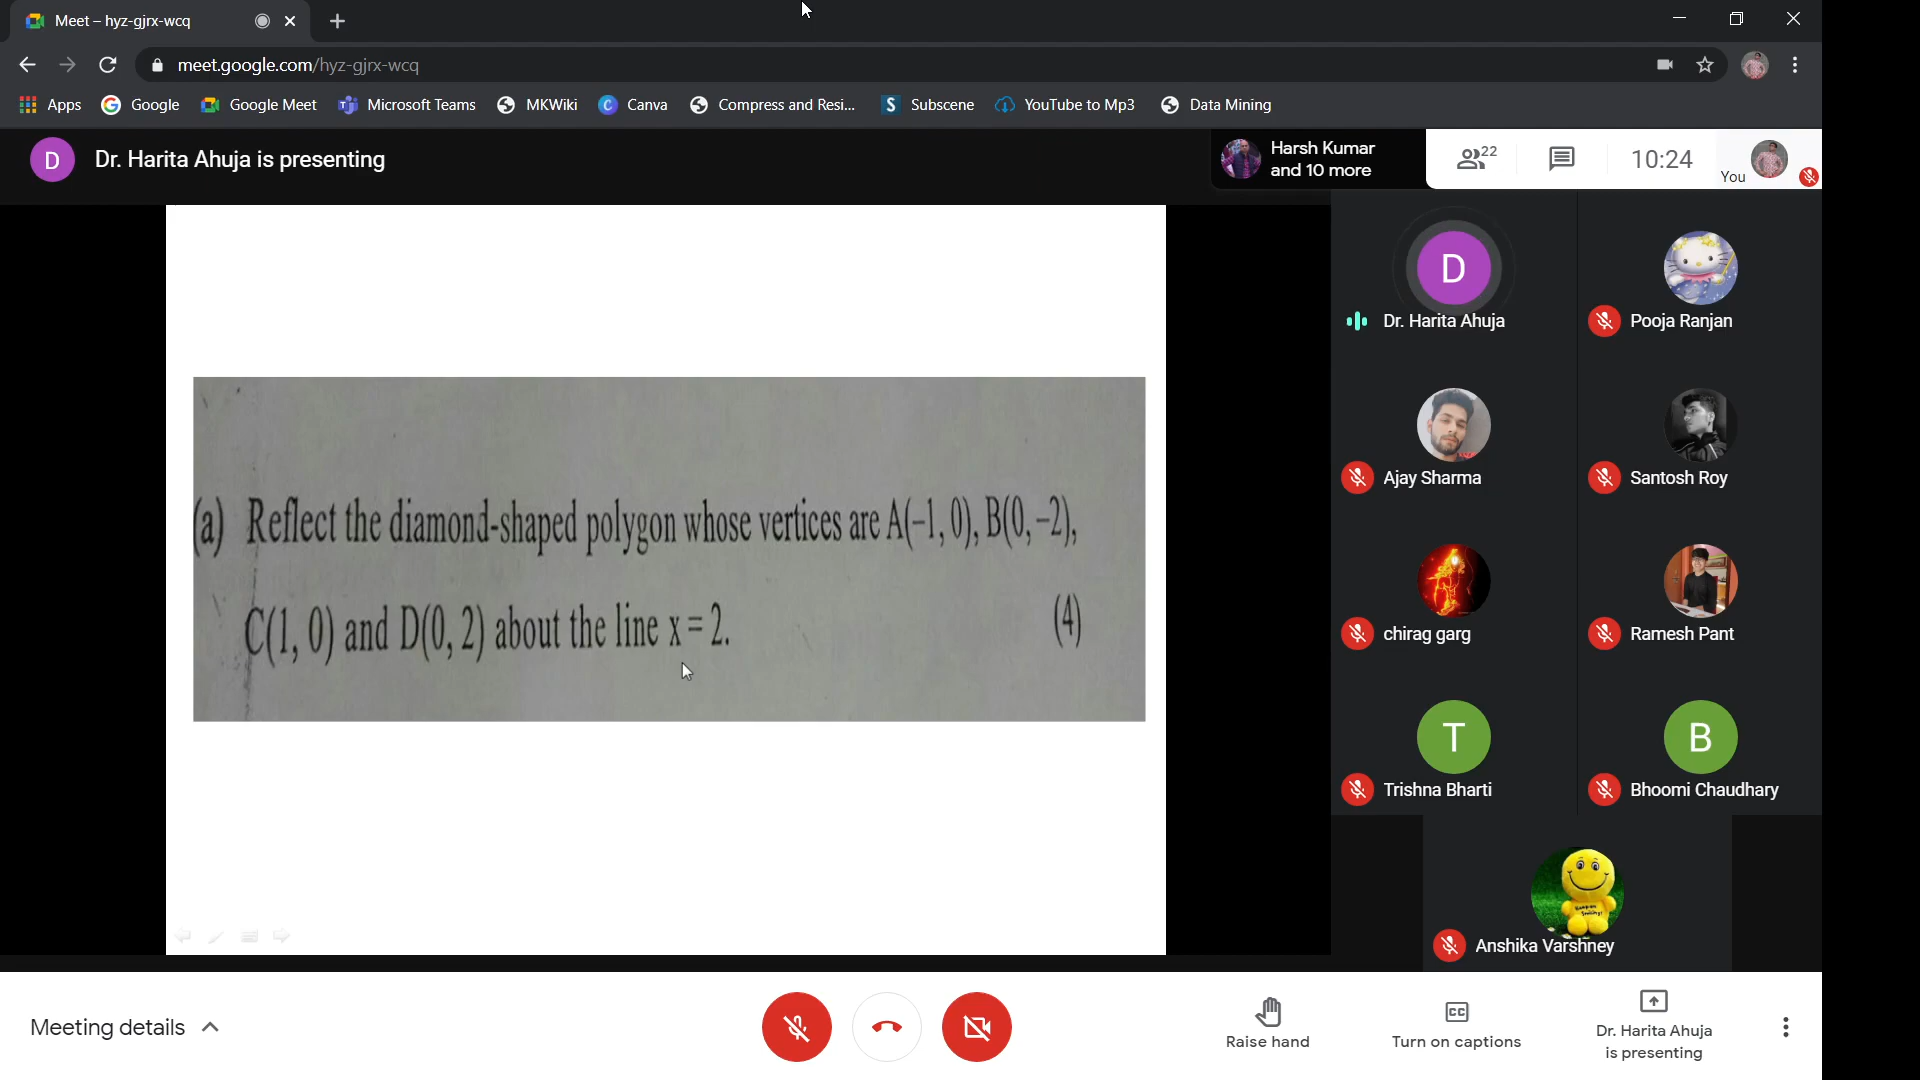 Meet – hyz-gjrx-wcq
meet.google.com/hyz-gjrx-wcq
Apps Google Google Meet Microsoft Teams MKWiki Canva Compress and Resi... Subscene YouTube to Mp3 Data Mining
D Dr. Harita Ahuja is presenting
Harsh Kumar
and 10 more
22
10:24
You
D
Dr. Harita Ahuja
Pooja Ranjan
Ajay Sharma
Santosh Roy
chirag garg
Ramesh Pant
T
Trishna Bharti
B
Bhoomi Chaudhary
Anshika Varshney
(a) Reflect the diamond-shaped polygon whose vertices are A(–1, 0), B(0, –2),
C(1, 0) and D(0, 2) about the line x = 2. (4)
Meeting details
Raise hand
Turn on captions
Dr. Harita Ahuja
is presenting